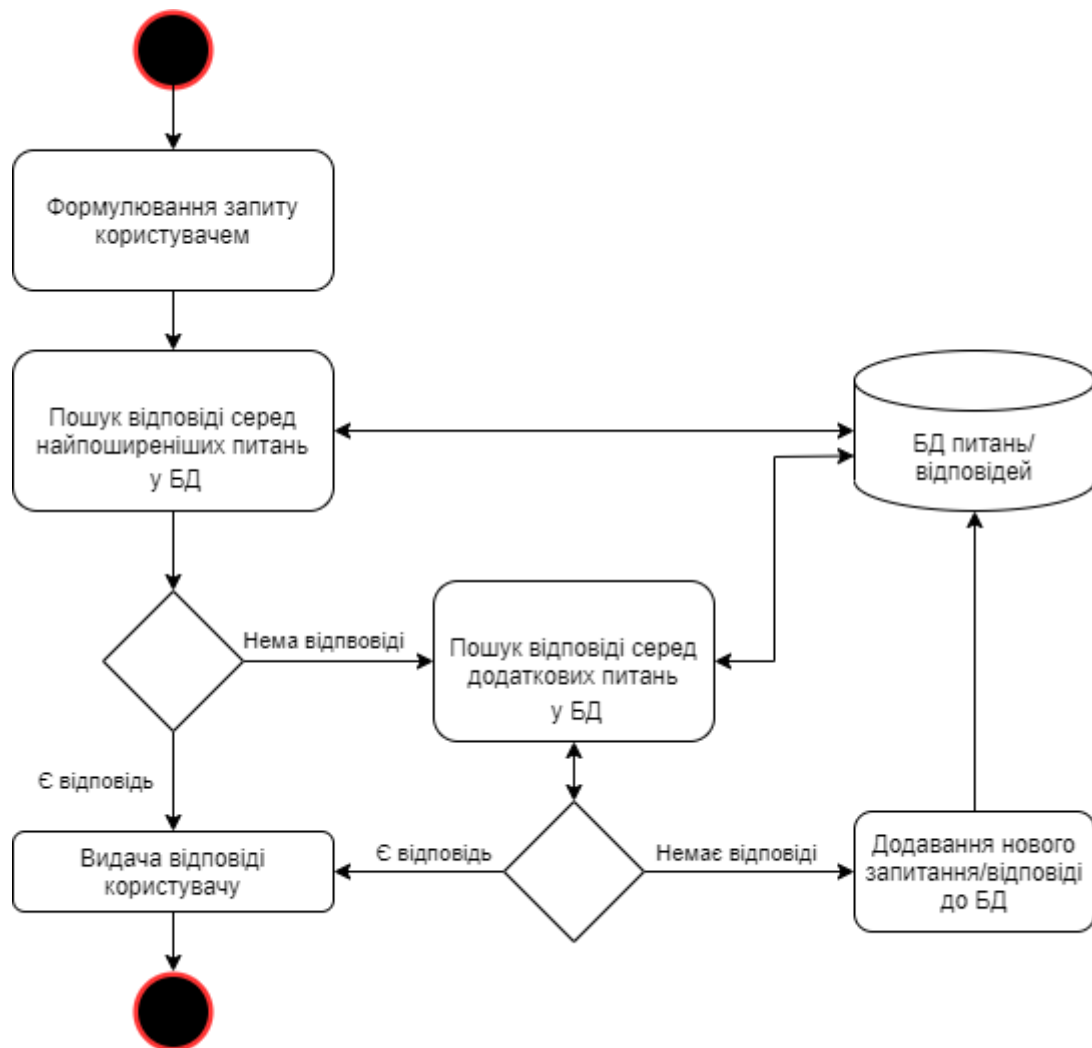 Формулювання запиту
користувачем
Пошук відповіді серед
найпоширеніших питань
у БД
БД питань/
відповідей
Нема відпвовіді
Пошук відповіді серед
додаткових питань
у БД
Є відповідь
Видача відповіді
користувачу
Є відповідь
Немає відповіді
Додавання нового
запитання/відповіді
до БД